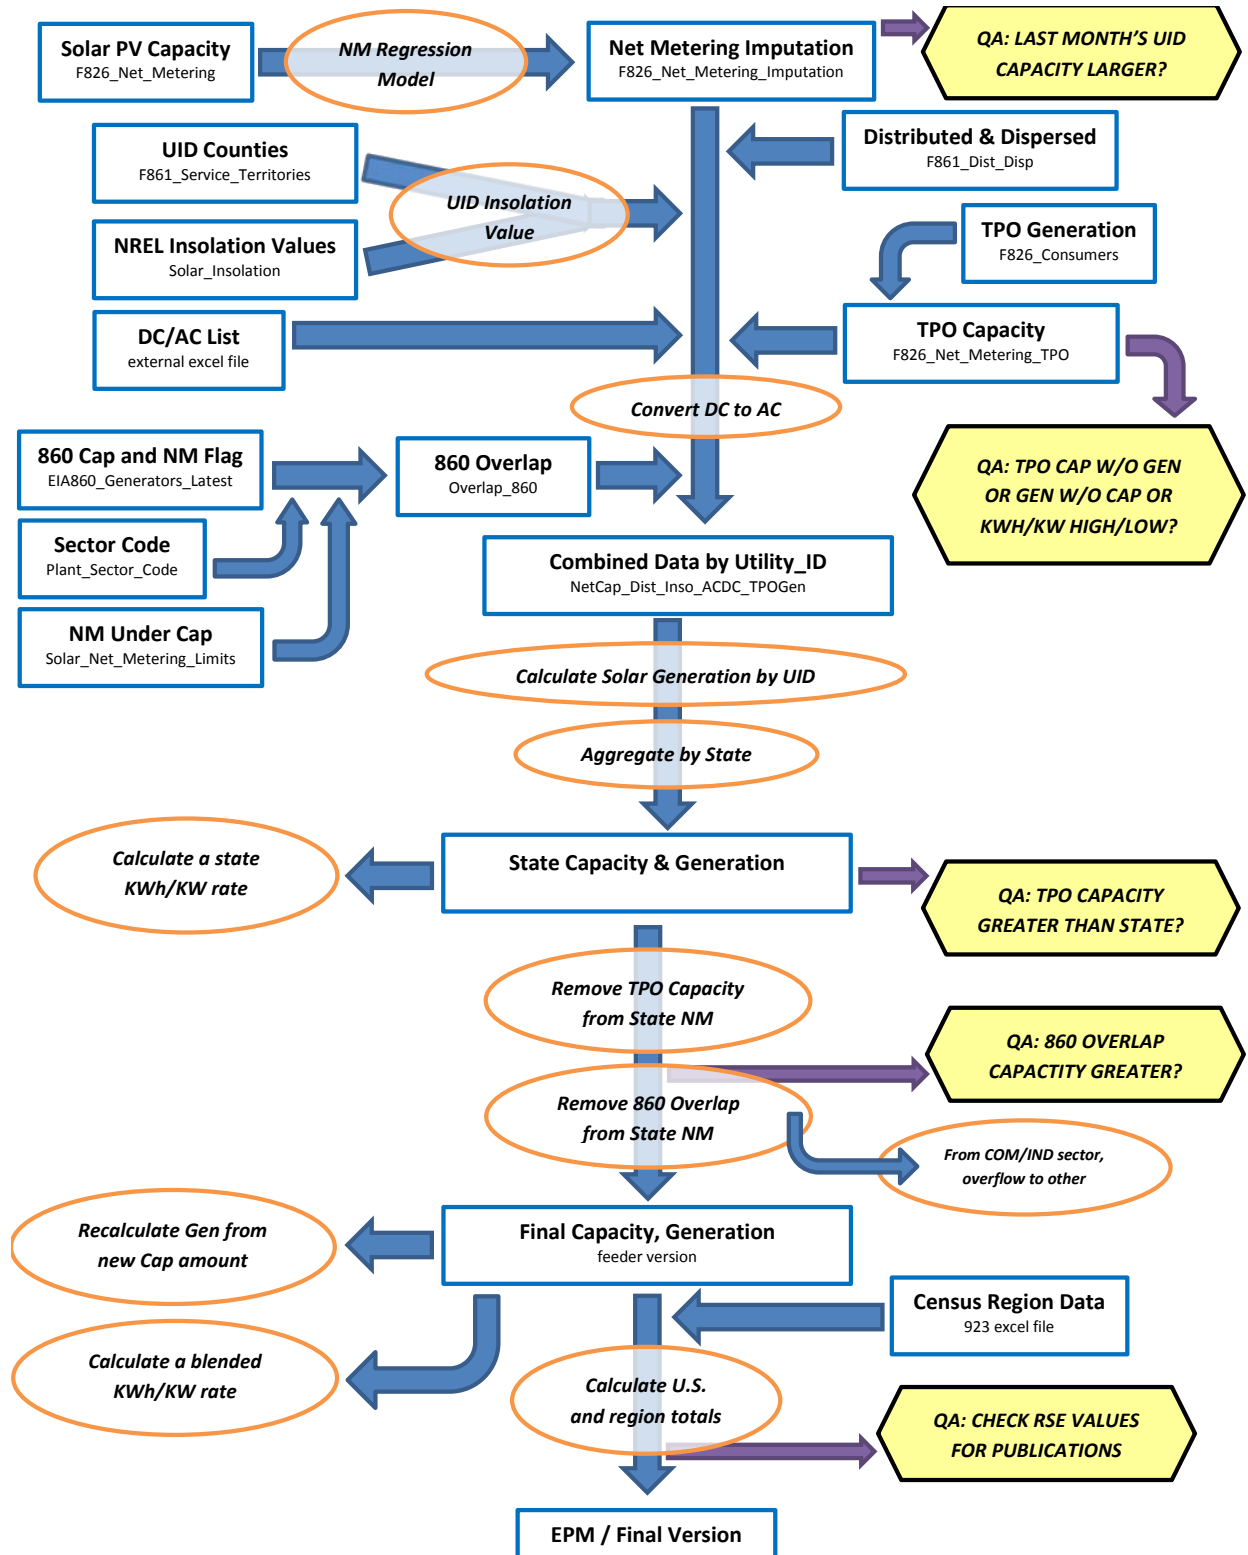 Solar PV Capacity
F826_Net_Metering
NM Regression
Model
Net Metering Imputation
F826_Net_Metering_Imputation
QA: LAST MONTH'S UID
CAPACITY LARGER?
UID Counties
F861_Service_Territories
Distributed & Dispersed
F861_Dist_Disp
UID Insolation
Value
NREL Insolation Values
Solar_Insolation
TPO Generation
F826_Consumers
DC/AC List
external excel file
TPO Capacity
F826_Net_Metering_TPO
Convert DC to AC
860 Cap and NM Flag
EIA860_Generators_Latest
860 Overlap
Overlap_860
QA: TPO CAP W/O GEN
OR GEN W/O CAP OR
KWH/KW HIGH/LOW?
Sector Code
Plant_Sector_Code
Combined Data by Utility_ID
NetCap_Dist_Inso_ACDC_TPOGen
NM Under Cap
Solar_Net_Metering_Limits
Calculate Solar Generation by UID
Aggregate by State
Calculate a state
KWh/KW rate
State Capacity & Generation
QA: TPO CAPACITY
GREATER THAN STATE?
Remove TPO Capacity
from State NM
QA: 860 OVERLAP
CAPACTITY GREATER?
Remove 860 Overlap
from State NM
From COM/IND sector,
overflow to other
Recalculate Gen from
new Cap amount
Final Capacity, Generation
feeder version
Census Region Data
923 excel file
Calculate a blended
KWh/KW rate
Calculate U.S.
and region totals
QA: CHECK RSE VALUES
FOR PUBLICATIONS
EPM / Final Version